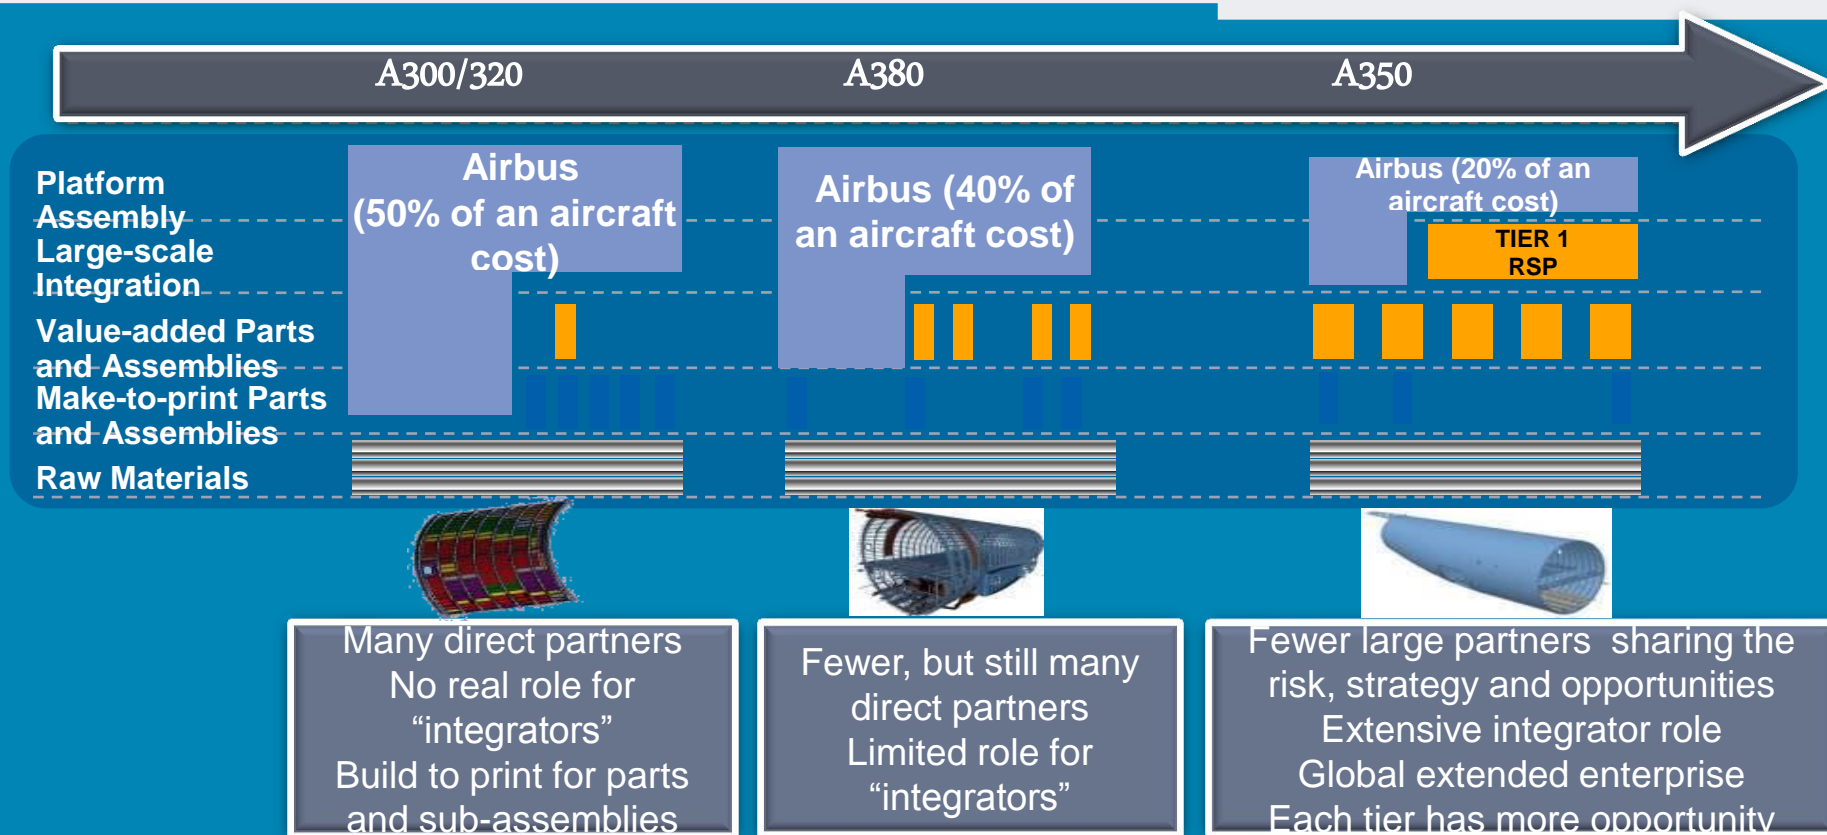 A300/320
A380
A350
Platform
Assembly
Large-scale
Integration
Value-added Parts
and Assemblies
Make-to-print Parts
and Assemblies
Raw Materials
Airbus
(50% of an aircraft
cost)
Airbus (40% of
an aircraft cost)
Airbus (20% of an
aircraft cost)
TIER 1
RSP
Many direct partners
No real role for
“integrators”
Build to print for parts
and sub-assemblies
Fewer, but still many
direct partners
Limited role for
“integrators”
Fewer large partners sharing the
risk, strategy and opportunities
Extensive integrator role
Global extended enterprise
Each tier has more opportunity